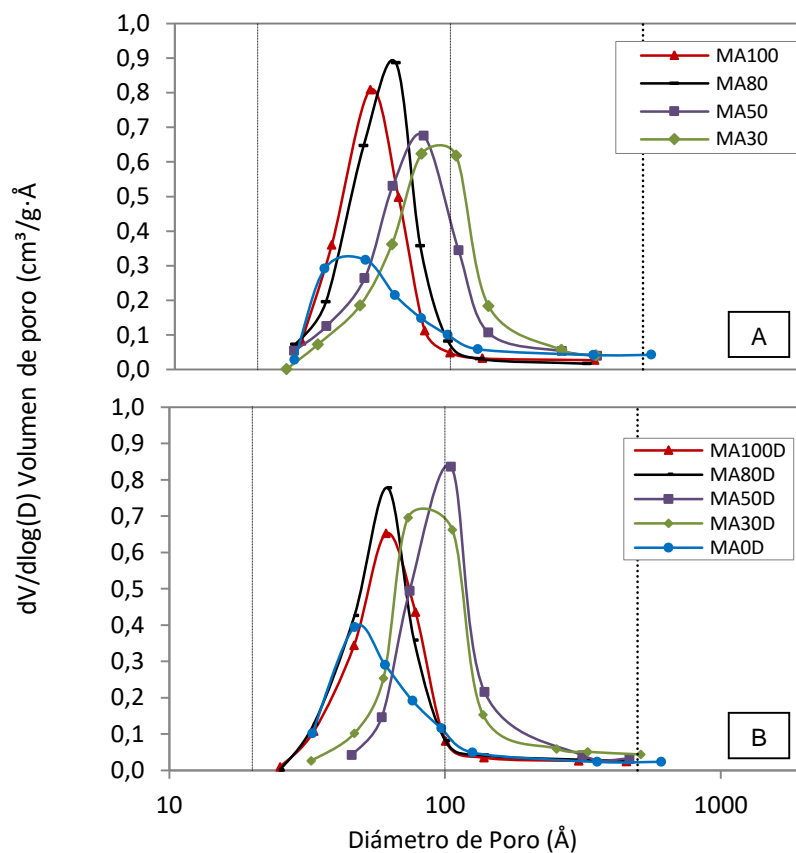 1,0
0,9
0,8
0,7
0,6
0,5
0,4
0,3
0,2
0,1
0,0
MA100
MA80
MA50
MA30
A
dV/dlog(D) Volumen de poro (cm³/g·Å)
1,0
0,9
0,8
0,7
0,6
0,5
0,4
0,3
0,2
0,1
0,0
MA100D
MA80D
MA50D
MA30D
MA0D
B
10 100 1000
Diámetro de Poro (Å)